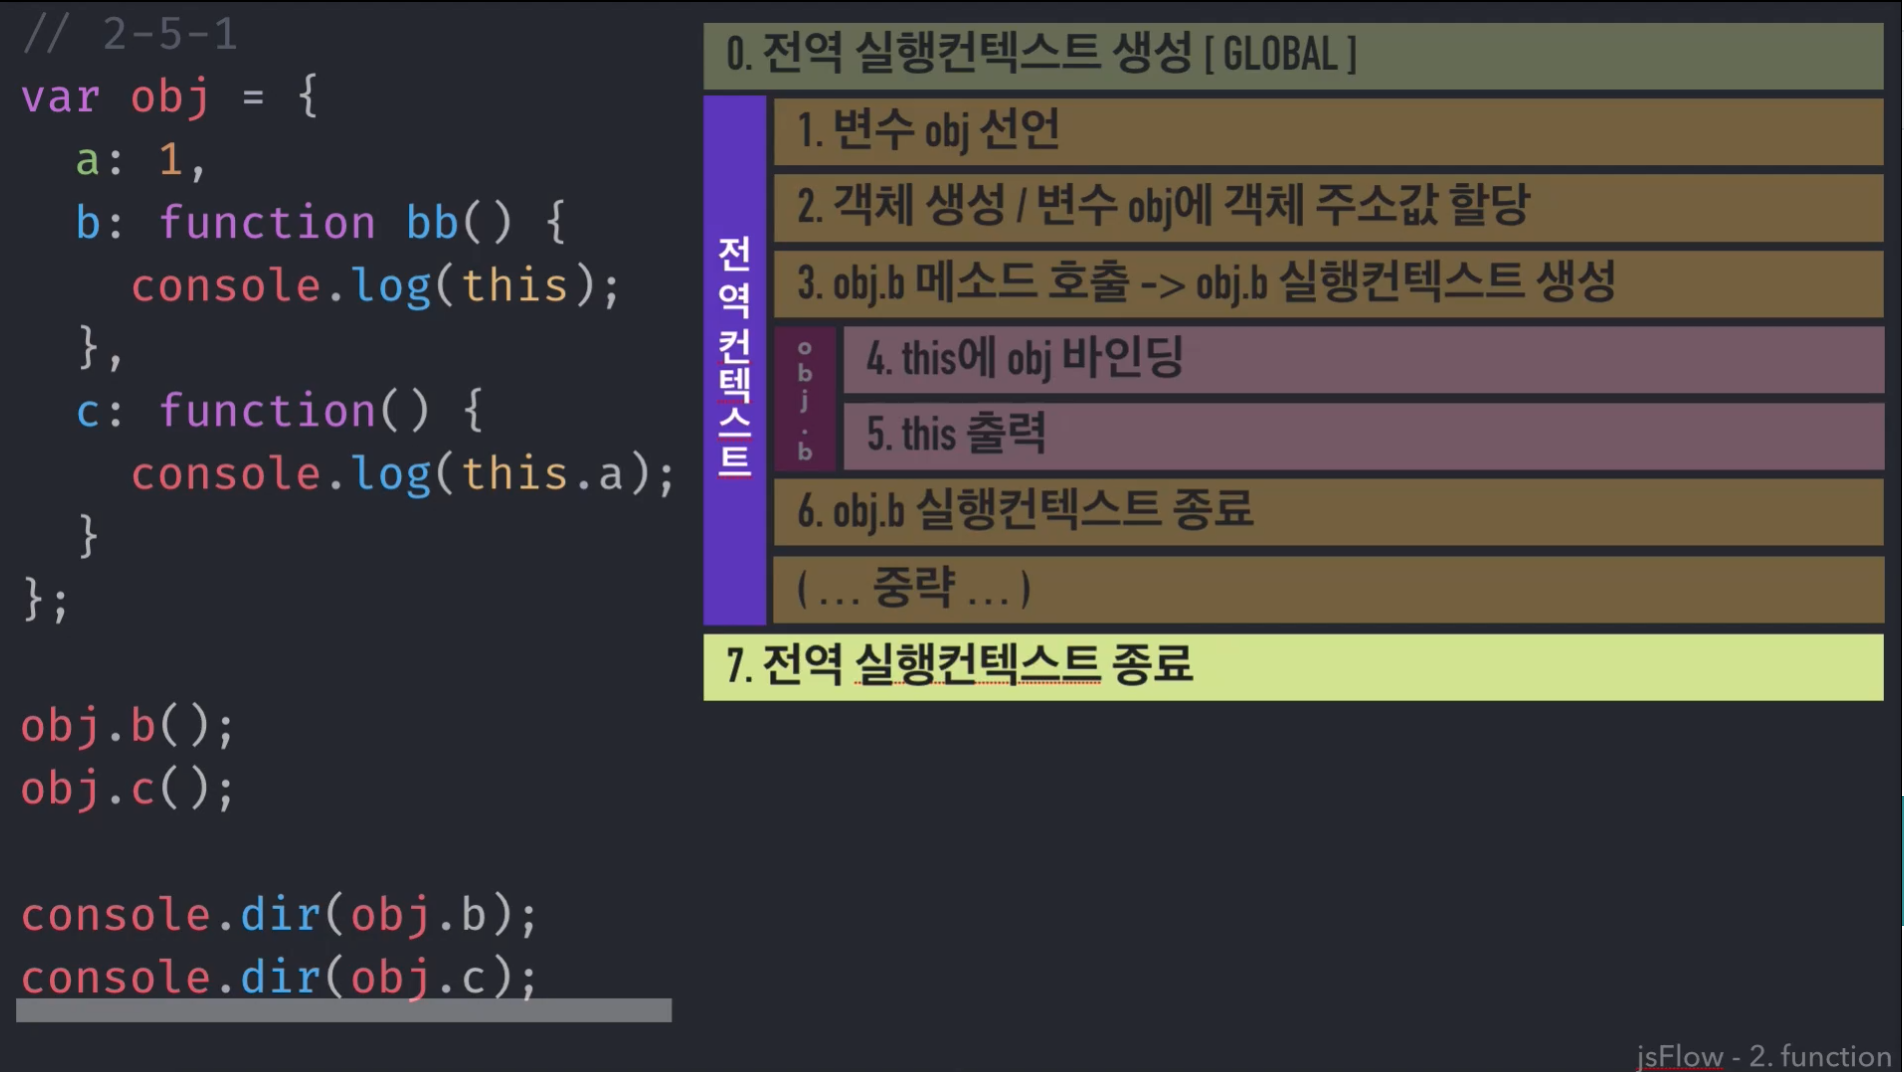 // 2-5-1
var obj = {
  a: 1,
  b: function bb() {
    console.log(this);
  },
  c: function() {
    console.log(this.a);
  }
};
obj.b();
obj.c();
console.dir(obj.b);
console.dir(obj.c);
0. 전역 실행컨텍스트 생성 [ GLOBAL ]
전역컨텍스트
1. 변수 obj 선언
2. 객체 생성 / 변수 obj에 객체 주소값 할당
3. obj.b 메소드 호출 -> obj.b 실행컨텍스트 생성
obj.b
4. this에 obj 바인딩
5. this 출력
6. obj.b 실행컨텍스트 종료
( ... 중략 ... )
7. 전역 실행컨텍스트 종료
jsFlow - 2. function